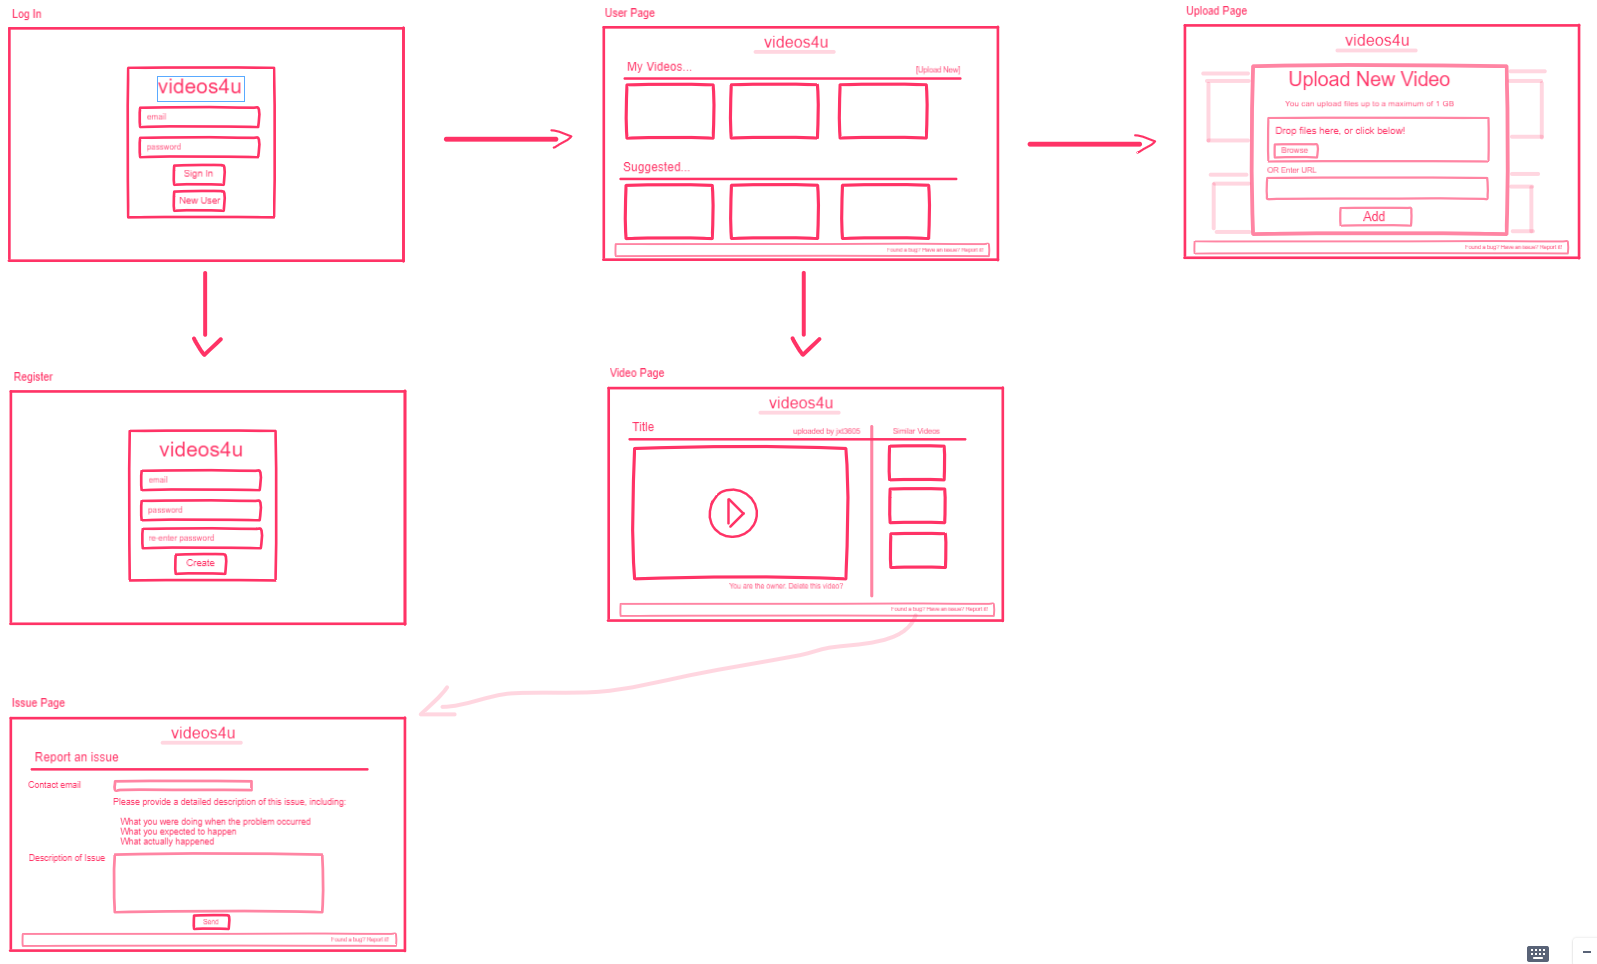 Log In
videos4u
email
password
Sign In
New User
User Page
videos4u
My Videos...
[Upload New]
Suggested...
Found a bug? Have an issue? Report it!
Upload Page
videos4u
Upload New Video
You can upload files up to a maximum of 1 GB
Drop files here, or click below!
Browse
OR Enter URL
Add
Found a bug? Have an issue? Report it!
Register
videos4u
email
password
re-enter password
Create
Video Page
videos4u
Title
uploaded by jxd3605
Similar Videos
You are the owner. Delete this video?
Found a bug? Have an issue? Report it!
Issue Page
videos4u
Report an issue
Contact email
Please provide a detailed description of this issue, including:
What you were doing when the problem occurred
What you expected to happen
What actually happened
Description of Issue
Send
Found a bug? Report it!